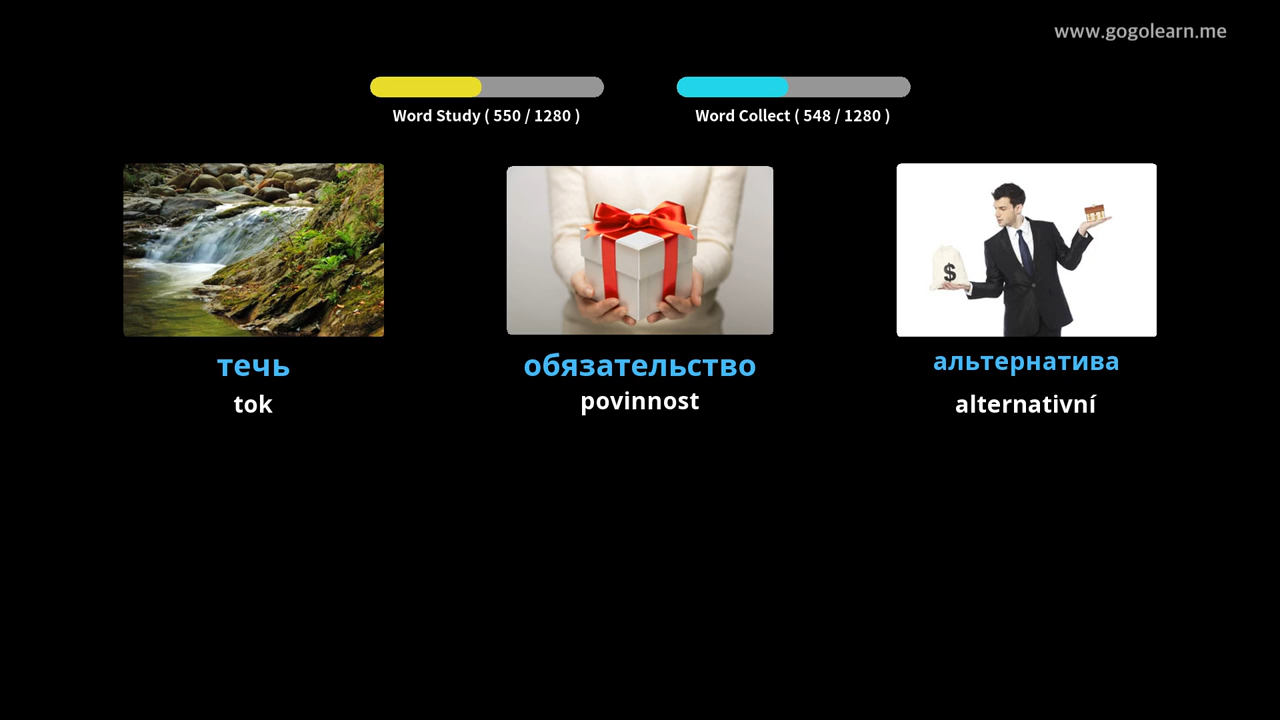 www.gogolearn.me
Word Study ( 550 / 1280 )
Word Collect ( 548 / 1280 )
$
течь
обязательство
альтернатива
tok
povinnost
alternativní